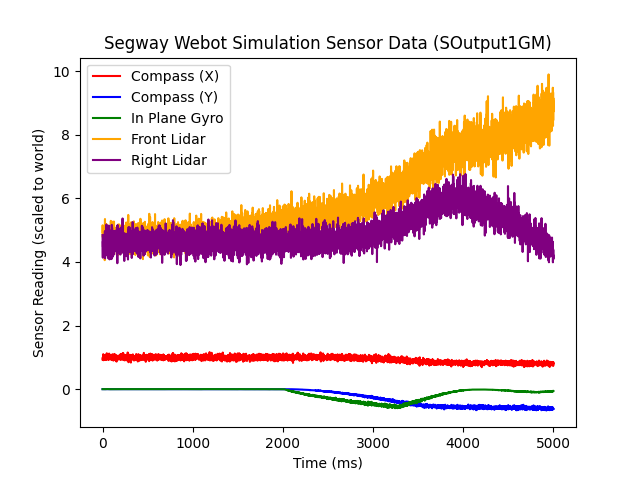 Segway Webot Simulation Sensor Data (SOutput1GM)
Compass (X)
Compass (Y)
In Plane Gyro
Front Lidar
Right Lidar
Sensor Reading (scaled to world)
10
8
6
4
2
0
0 1000 2000 3000 4000 5000
Time (ms)